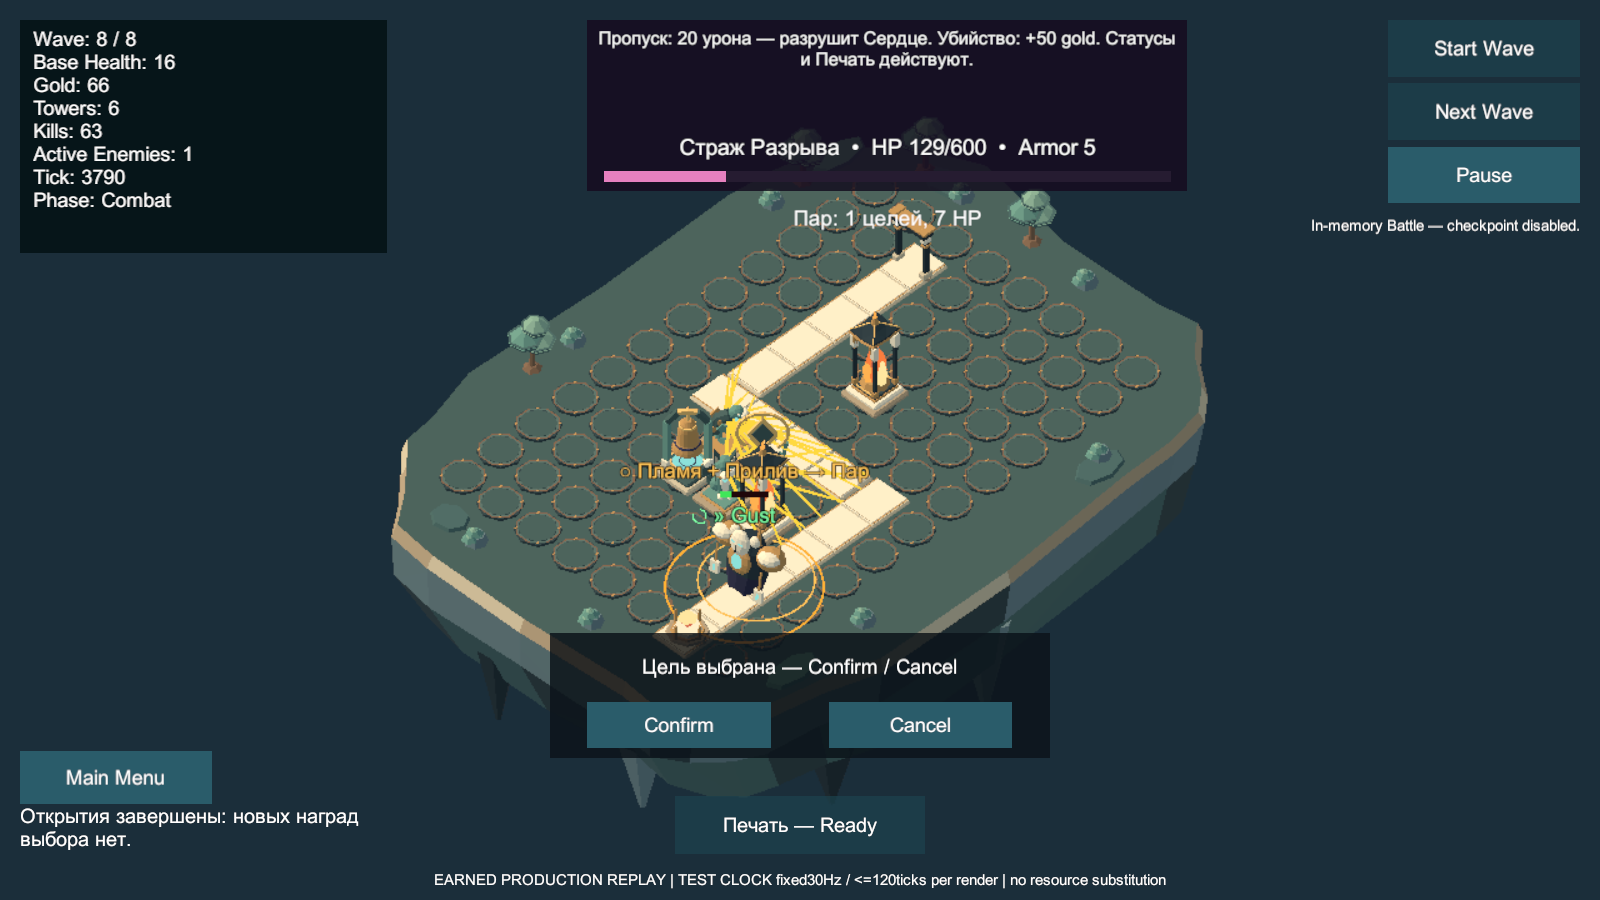 Wave: 8 / 8
Base Health: 16
Gold: 66
Towers: 6
Kills: 63
Active Enemies: 1
Tick: 3790
Phase: Combat
Пропуск: 20 урона — разрушит Сердце. Убийство: +50 gold. Статусы
и Печать действуют.
Страж Разрыва • HP 129/600 • Armor 5
Start Wave
Next Wave
Pause
In-memory Battle — checkpoint disabled.
Пар: 1 целей, 7 HP
Пламя + Прилив → Пар
» Gust
Цель выбрана — Confirm / Cancel
Confirm
Cancel
Main Menu
Открытия завершены: новых наград
выбора нет.
Печать — Ready
EARNED PRODUCTION REPLAY | TEST CLOCK fixed30Hz / <=120ticks per render | no resource substitution